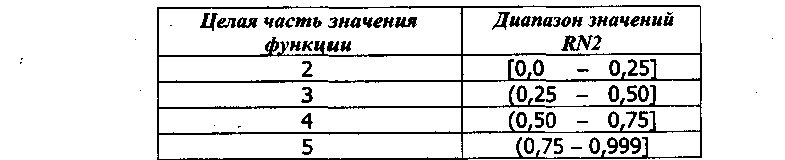 Целая часть значения функции | Диапазон значений RN2
2 | [0,0 – 0,25]
3 | (0,25 – 0,50]
4 | (0,50 – 0,75]
5 | (0,75 – 0,999]